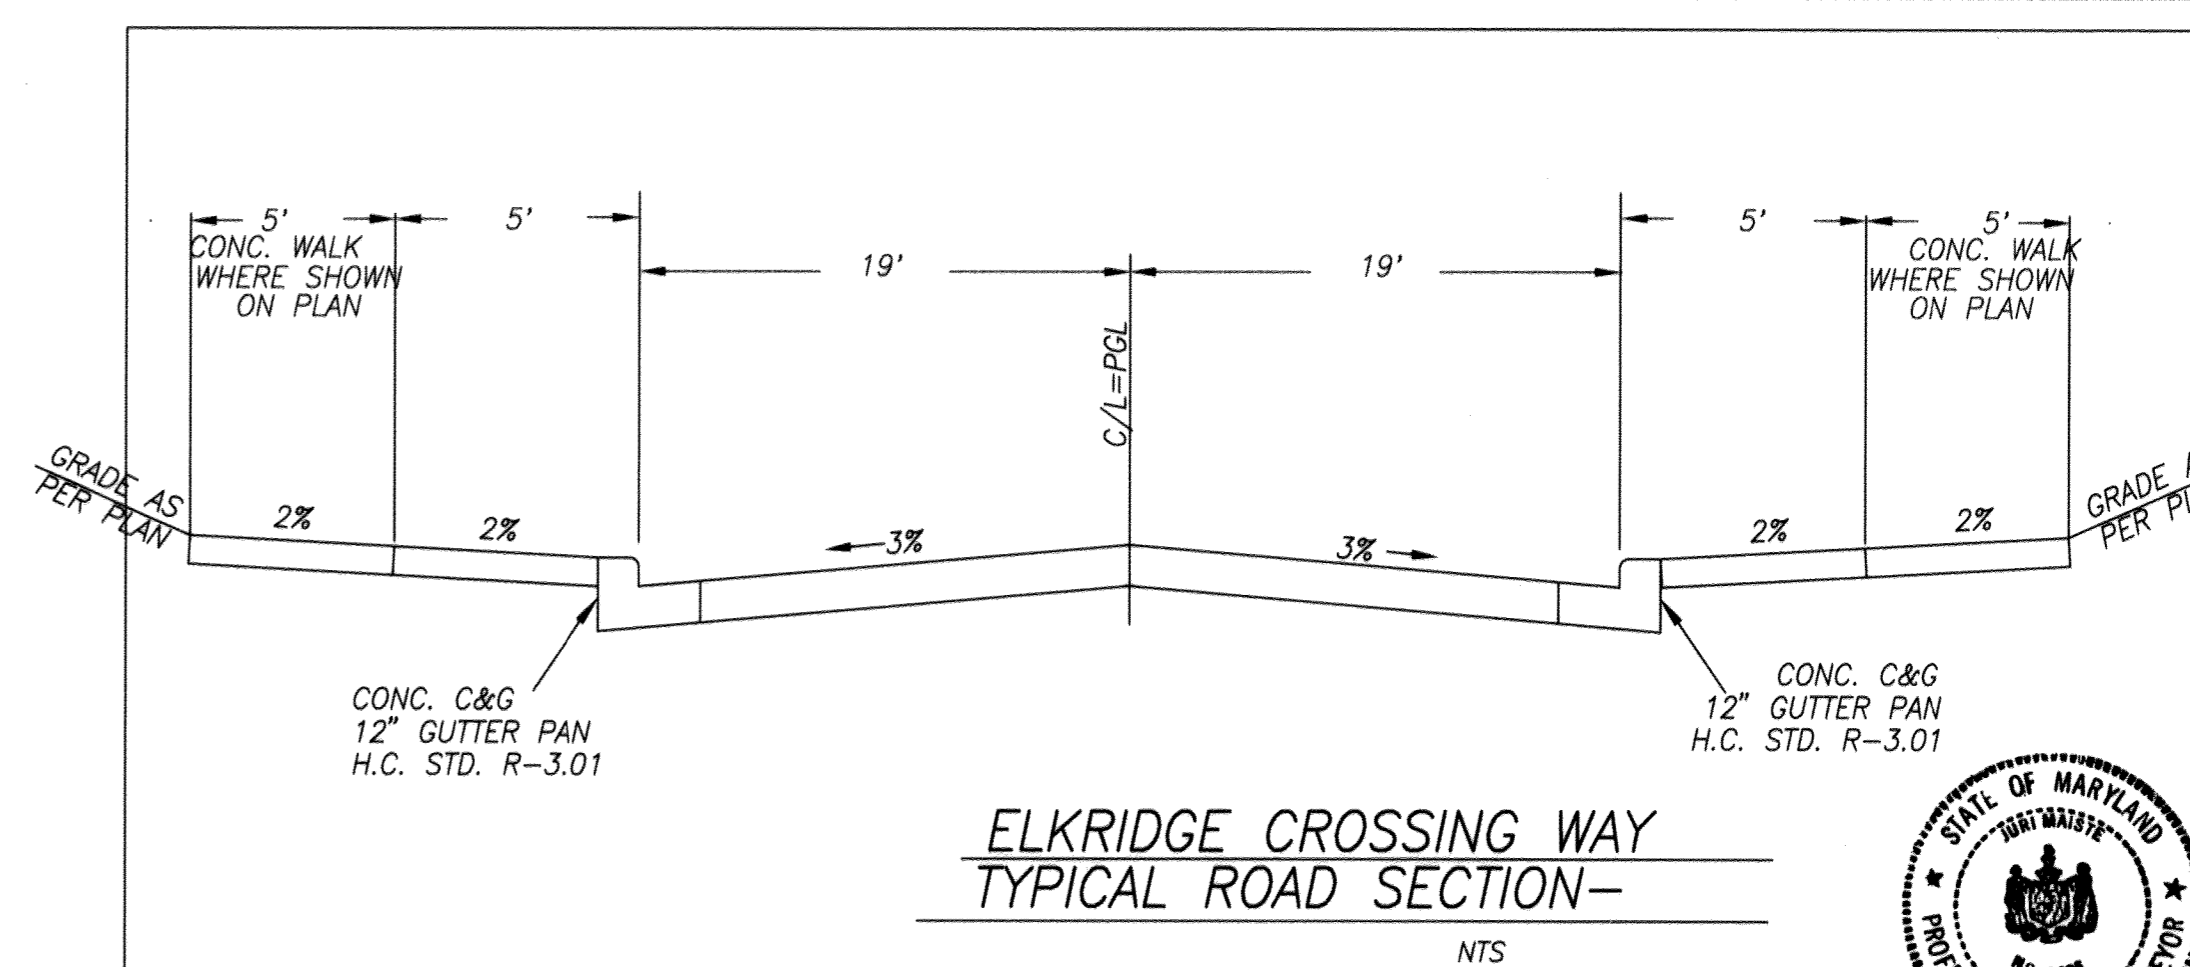 5'
5'
5'
5'
CONC. WALK
WHERE SHOWN
ON PLAN
19'
19'
CONC. WALK
WHERE SHOWN
ON PLAN
C/L=PGL
GRADE AS
PER PLAN
2%
2%
3%
3%
2%
2%
GRADE
PER
CONC. C&G
12" GUTTER PAN
H.C. STD. R-3.01
CONC. C&G
12" GUTTER PAN
H.C. STD. R-3.01
ELKRIDGE CROSSING WAY
TYPICAL ROAD SECTION-
NTS
STATE OF MARYLAND
JURI MAISTE